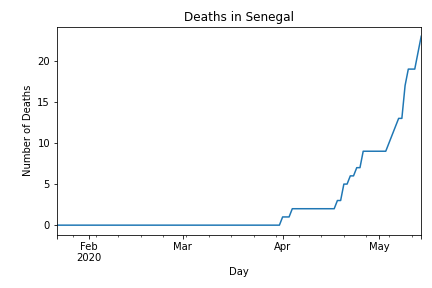 Deaths in Senegal
Number of Deaths
20
15
10
5
0
Feb
2020
Mar
Apr
May
Day